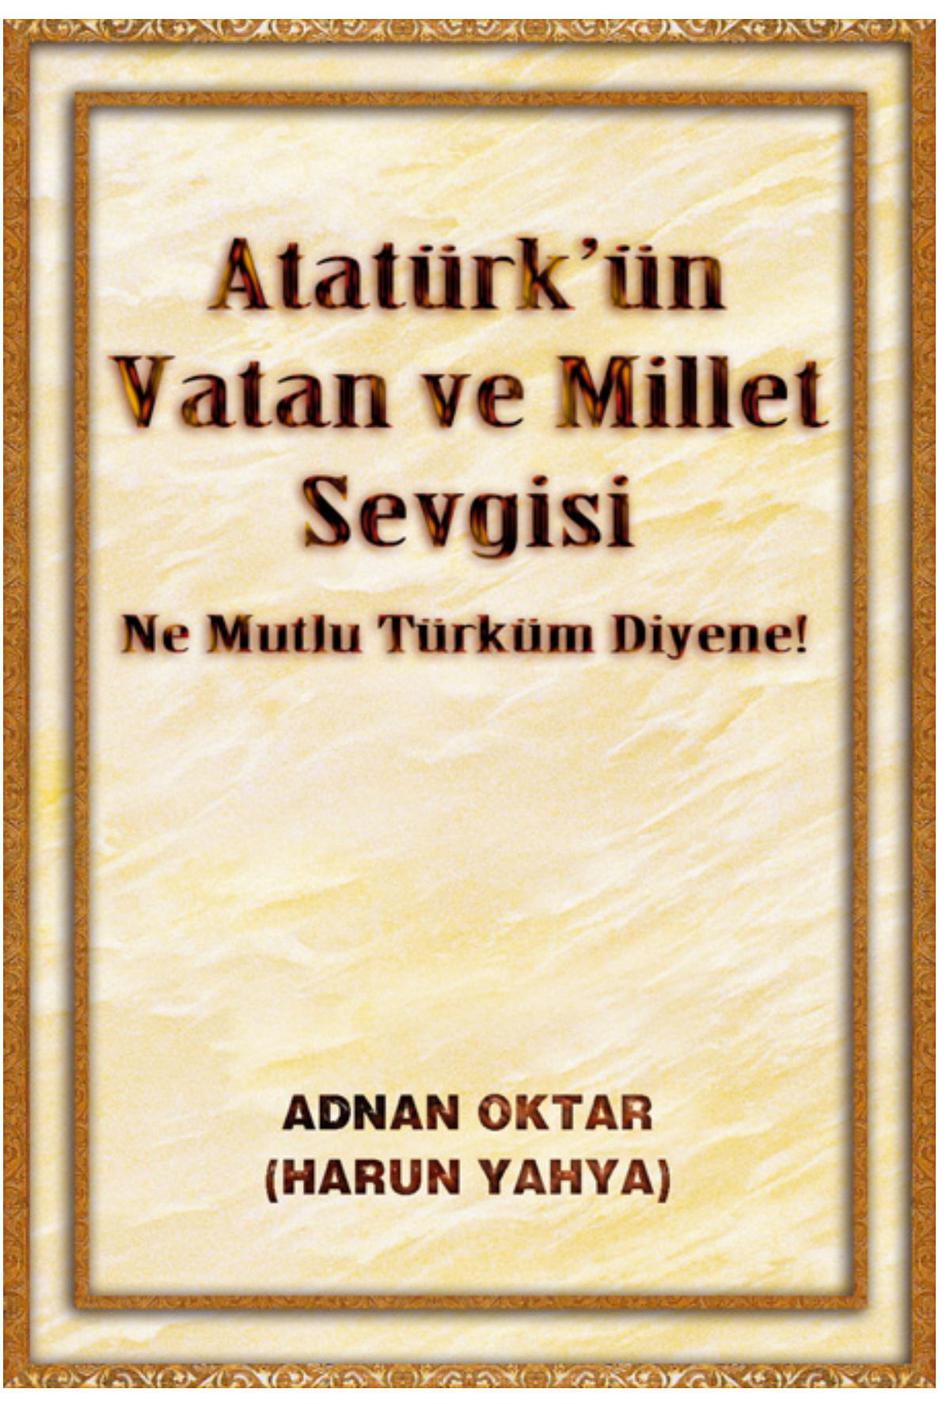 Atatürk'ün
Vatan ve Millet
Sevgisi
Ne Mutlu Türküm Diyene!
ADNAN OKTAR
(HARUN YAHYA)